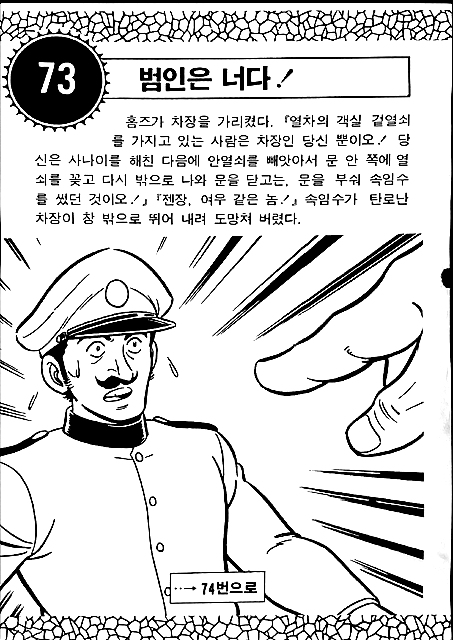 73
범인은 너다!
홈즈가 차장을 가리켰다. 『열차의 객실 겉열쇠
를 가지고 있는 사람은 차장인 당신 뿐이오! 당
신은 사나이를 해친 다음에 안열쇠를 빼앗아서 문 안 쪽에 열
쇠를 꽂고 다시 밖으로 나와 문을 닫고는, 문을 부숴 속임수
를 썼던 것이오!』『젠장, 여우 같은 놈!』 속임수가 탄로난
차장이 창 밖으로 뛰어 내려 도망쳐 버렸다.
····→ 74번으로